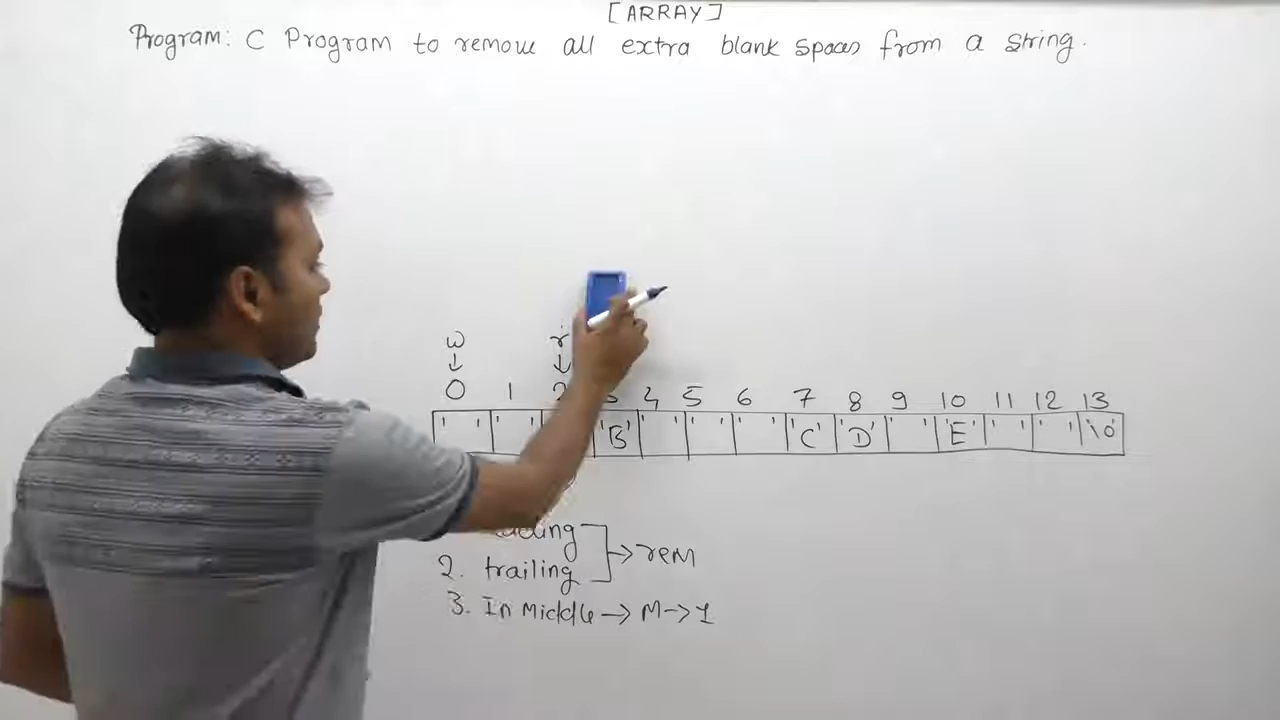 [ARRAY]
Program: C Program to remove all extra blank spaces from a string.
w r
↓ ↓
0 1 2 3 4 5 6 7 8 9 10 11 12 13
' ' ' ' 'B' ' ' ' ' ' ' 'C' 'D' ' ' 'E' ' ' ' ' '\0'
2. trailing → rem
3. In Middle → M->1